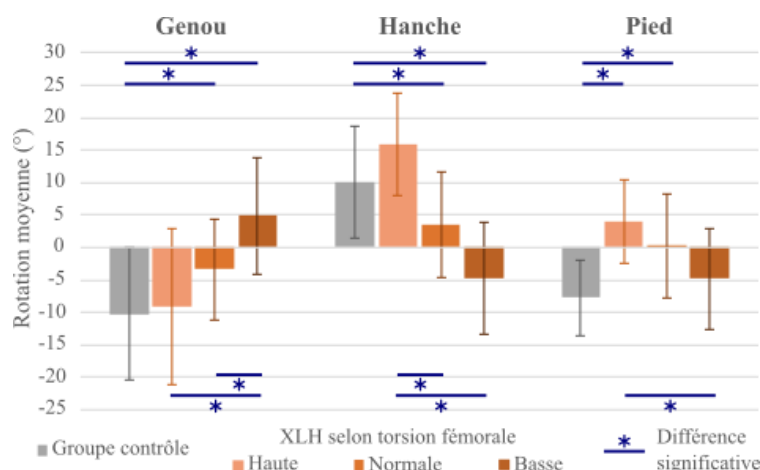 Genou Hanche Pied
30
25
20
15
10
5
0
-5
-10
-15
-20
-25
Rotation moyenne (°)
* * * * * *
* * * * *
Groupe contrôle XLH selon torsion fémorale * Différence
Haute Normale Basse significative